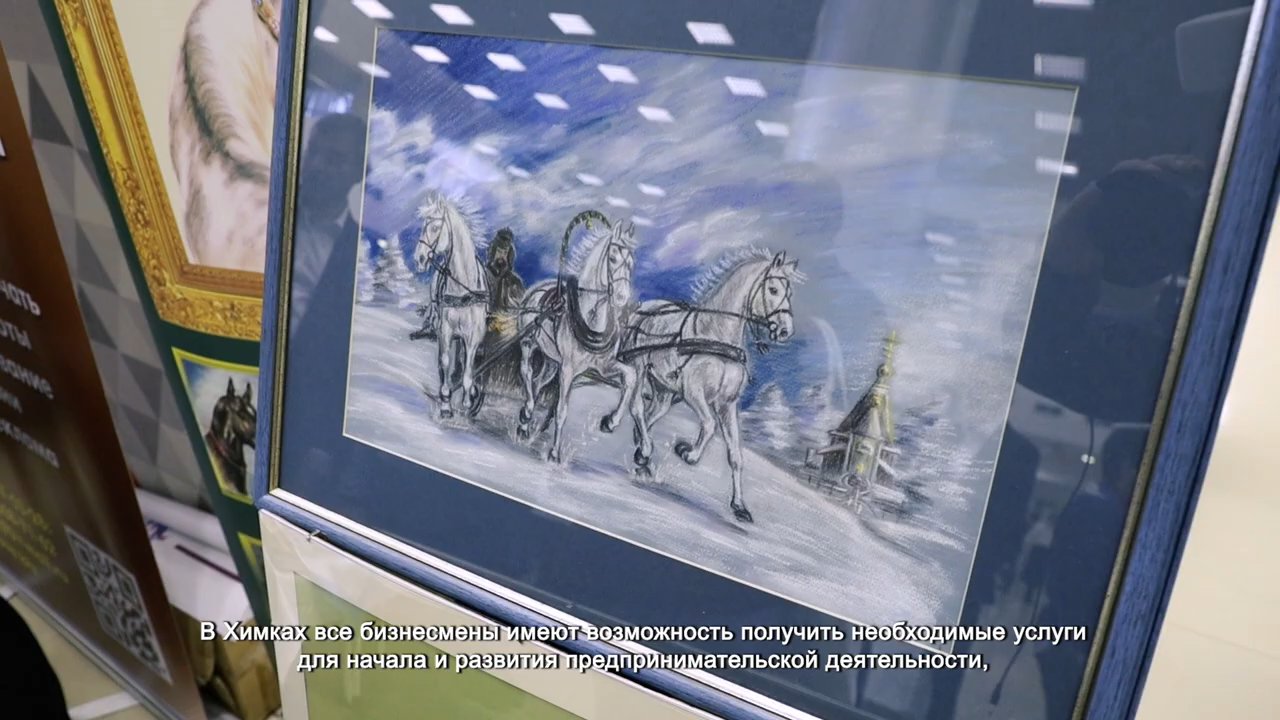 В Химках все бизнесмены имеют возможность получить необходимые услуги
для начала и развития предпринимательской деятельности,